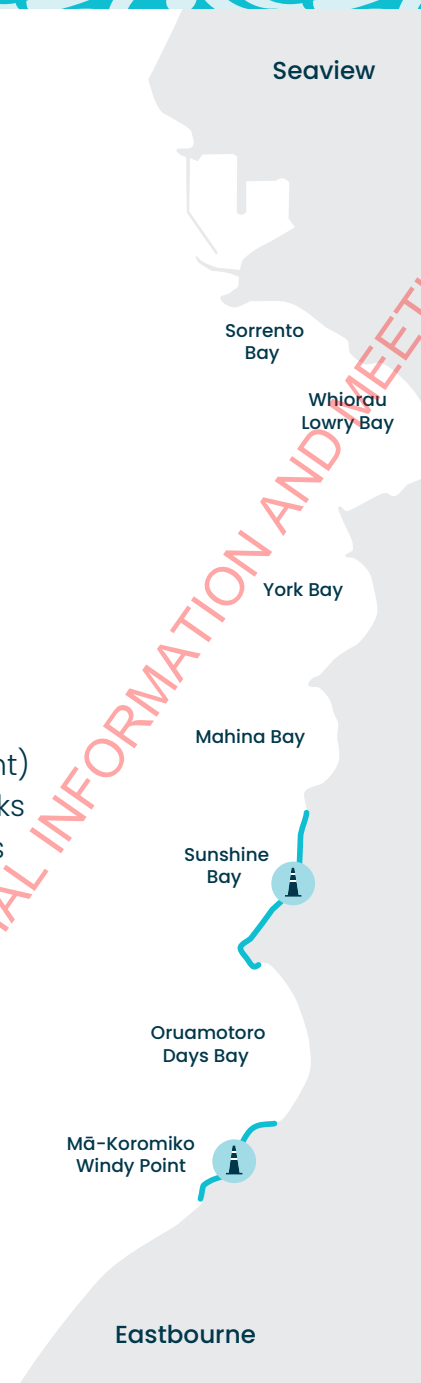 Seaview
Sorrento
Bay
Whiorau
Lowry Bay
York Bay
Mahina Bay
nt)
ks
s
Sunshine
Bay
Oruamotoro
Days Bay
Mā-Koromiko
Windy Point
Eastbourne
AL INFORMATION AND MEETI